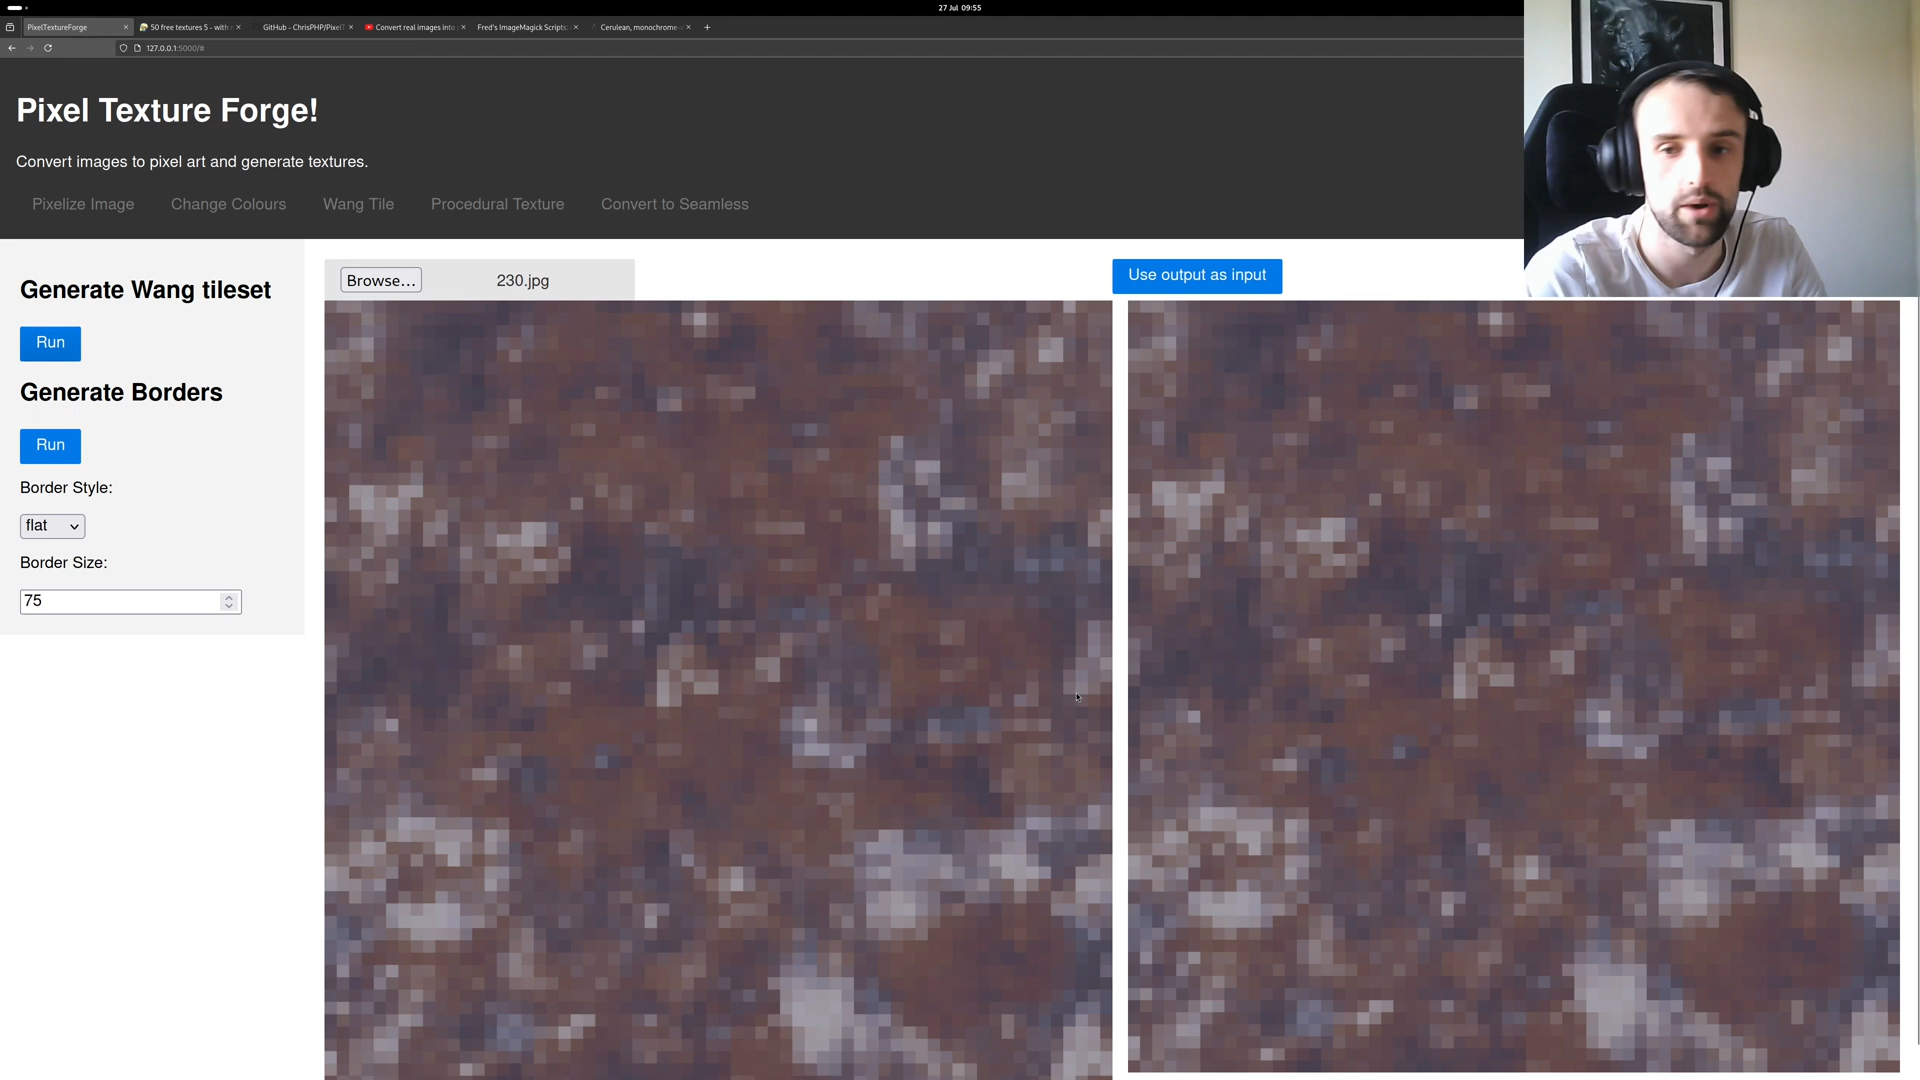 27 Jul 09:55
PixelTextureForge
50 free textures 5 - with
GitHub - ChrisPHP/PixelT
Convert real images into
Fred's ImageMagick Scripts:
Cerulean, monochrome-
127.0.0.1:5000/#
Pixel Texture Forge!
Convert images to pixel art and generate textures.
Pixelize Image
Change Colours
Wang Tile
Procedural Texture
Convert to Seamless
Generate Wang tileset
Run
Generate Borders
Run
Border Style:
flat
Border Size:
75
Browse...
230.jpg
Use output as input